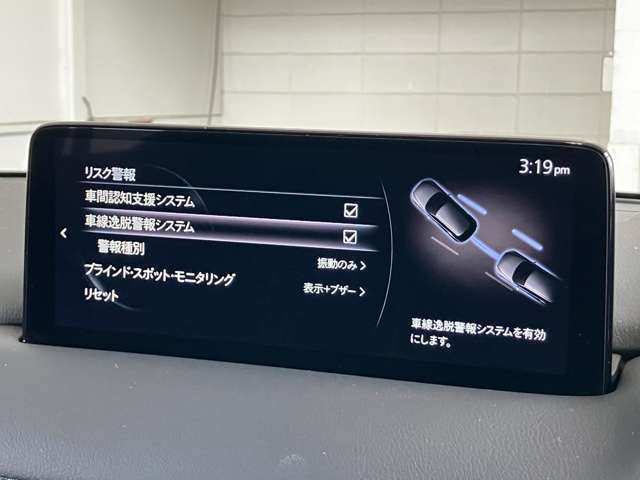 3:19pm
リスク警報
車間認知支援システム
車線逸脱警報システム
警報種別
振動のみ
ブラインド・スポット・モニタリング
表示+ブザー
リセット
車線逸脱警報システムを有効
にします。